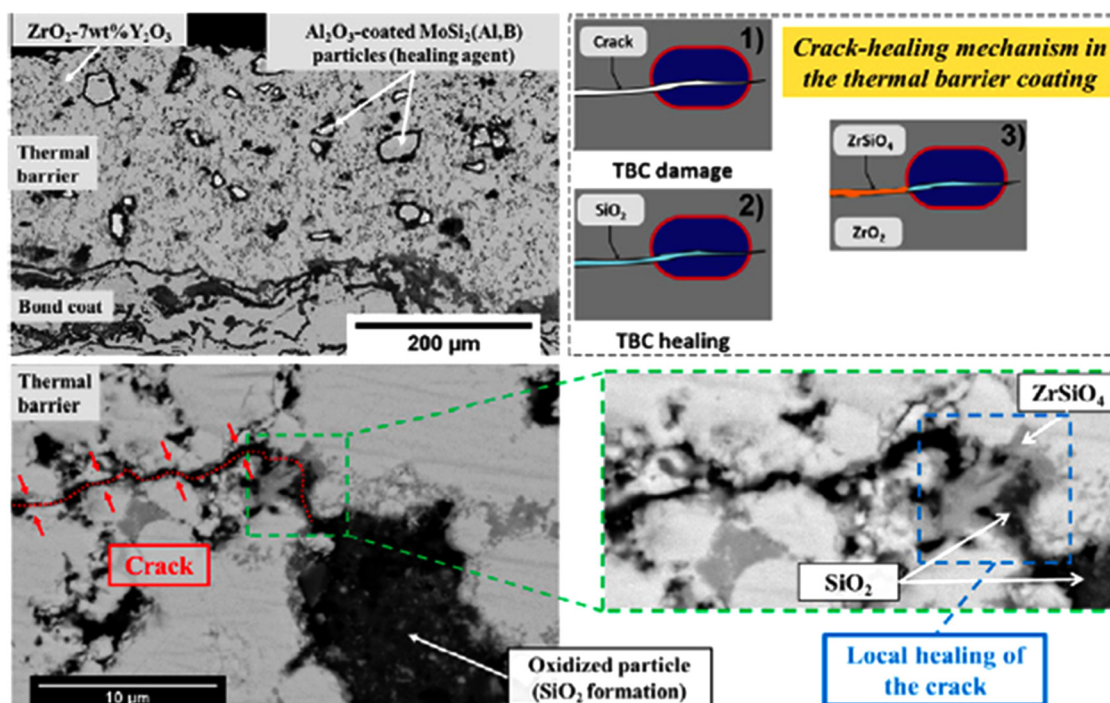 ZrO₂-7wt%Y₂O₃
Al₂O₃-coated MoSi₂(Al,B)
particles (healing agent)
Thermal
barrier
Bond coat
200 µm
Crack
1)
TBC damage
SiO₂
2)
TBC healing
Crack-healing mechanism in
the thermal barrier coating
ZrSiO₄
3)
ZrO₂
Thermal
barrier
Crack
10 µm
Oxidized particle
(SiO₂ formation)
ZrSiO₄
SiO₂
Local healing of
the crack